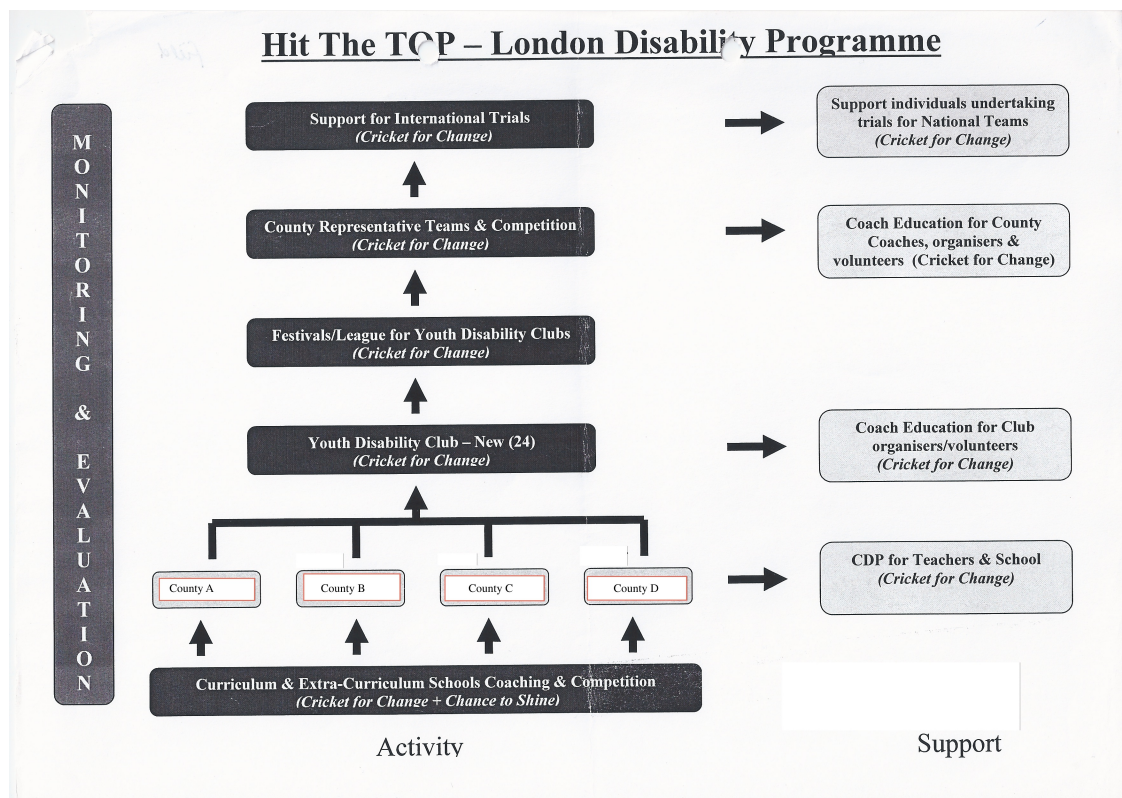 Hit The TOP – London Disability Programme
MONITORING & EVALUATION
Support for International Trials
(Cricket for Change)
Support individuals undertaking
trials for National Teams
(Cricket for Change)
County Representative Teams & Competition
(Cricket for Change)
Coach Education for County
Coaches, organisers &
volunteers (Cricket for Change)
Festivals/League for Youth Disability Clubs
(Cricket for Change)
Youth Disability Club – New (24)
(Cricket for Change)
Coach Education for Club
organisers/volunteers
(Cricket for Change)
County A
County B
County C
County D
CDP for Teachers & School
(Cricket for Change)
Curriculum & Extra-Curriculum Schools Coaching & Competition
(Cricket for Change + Chance to Shine)
Activity
Support